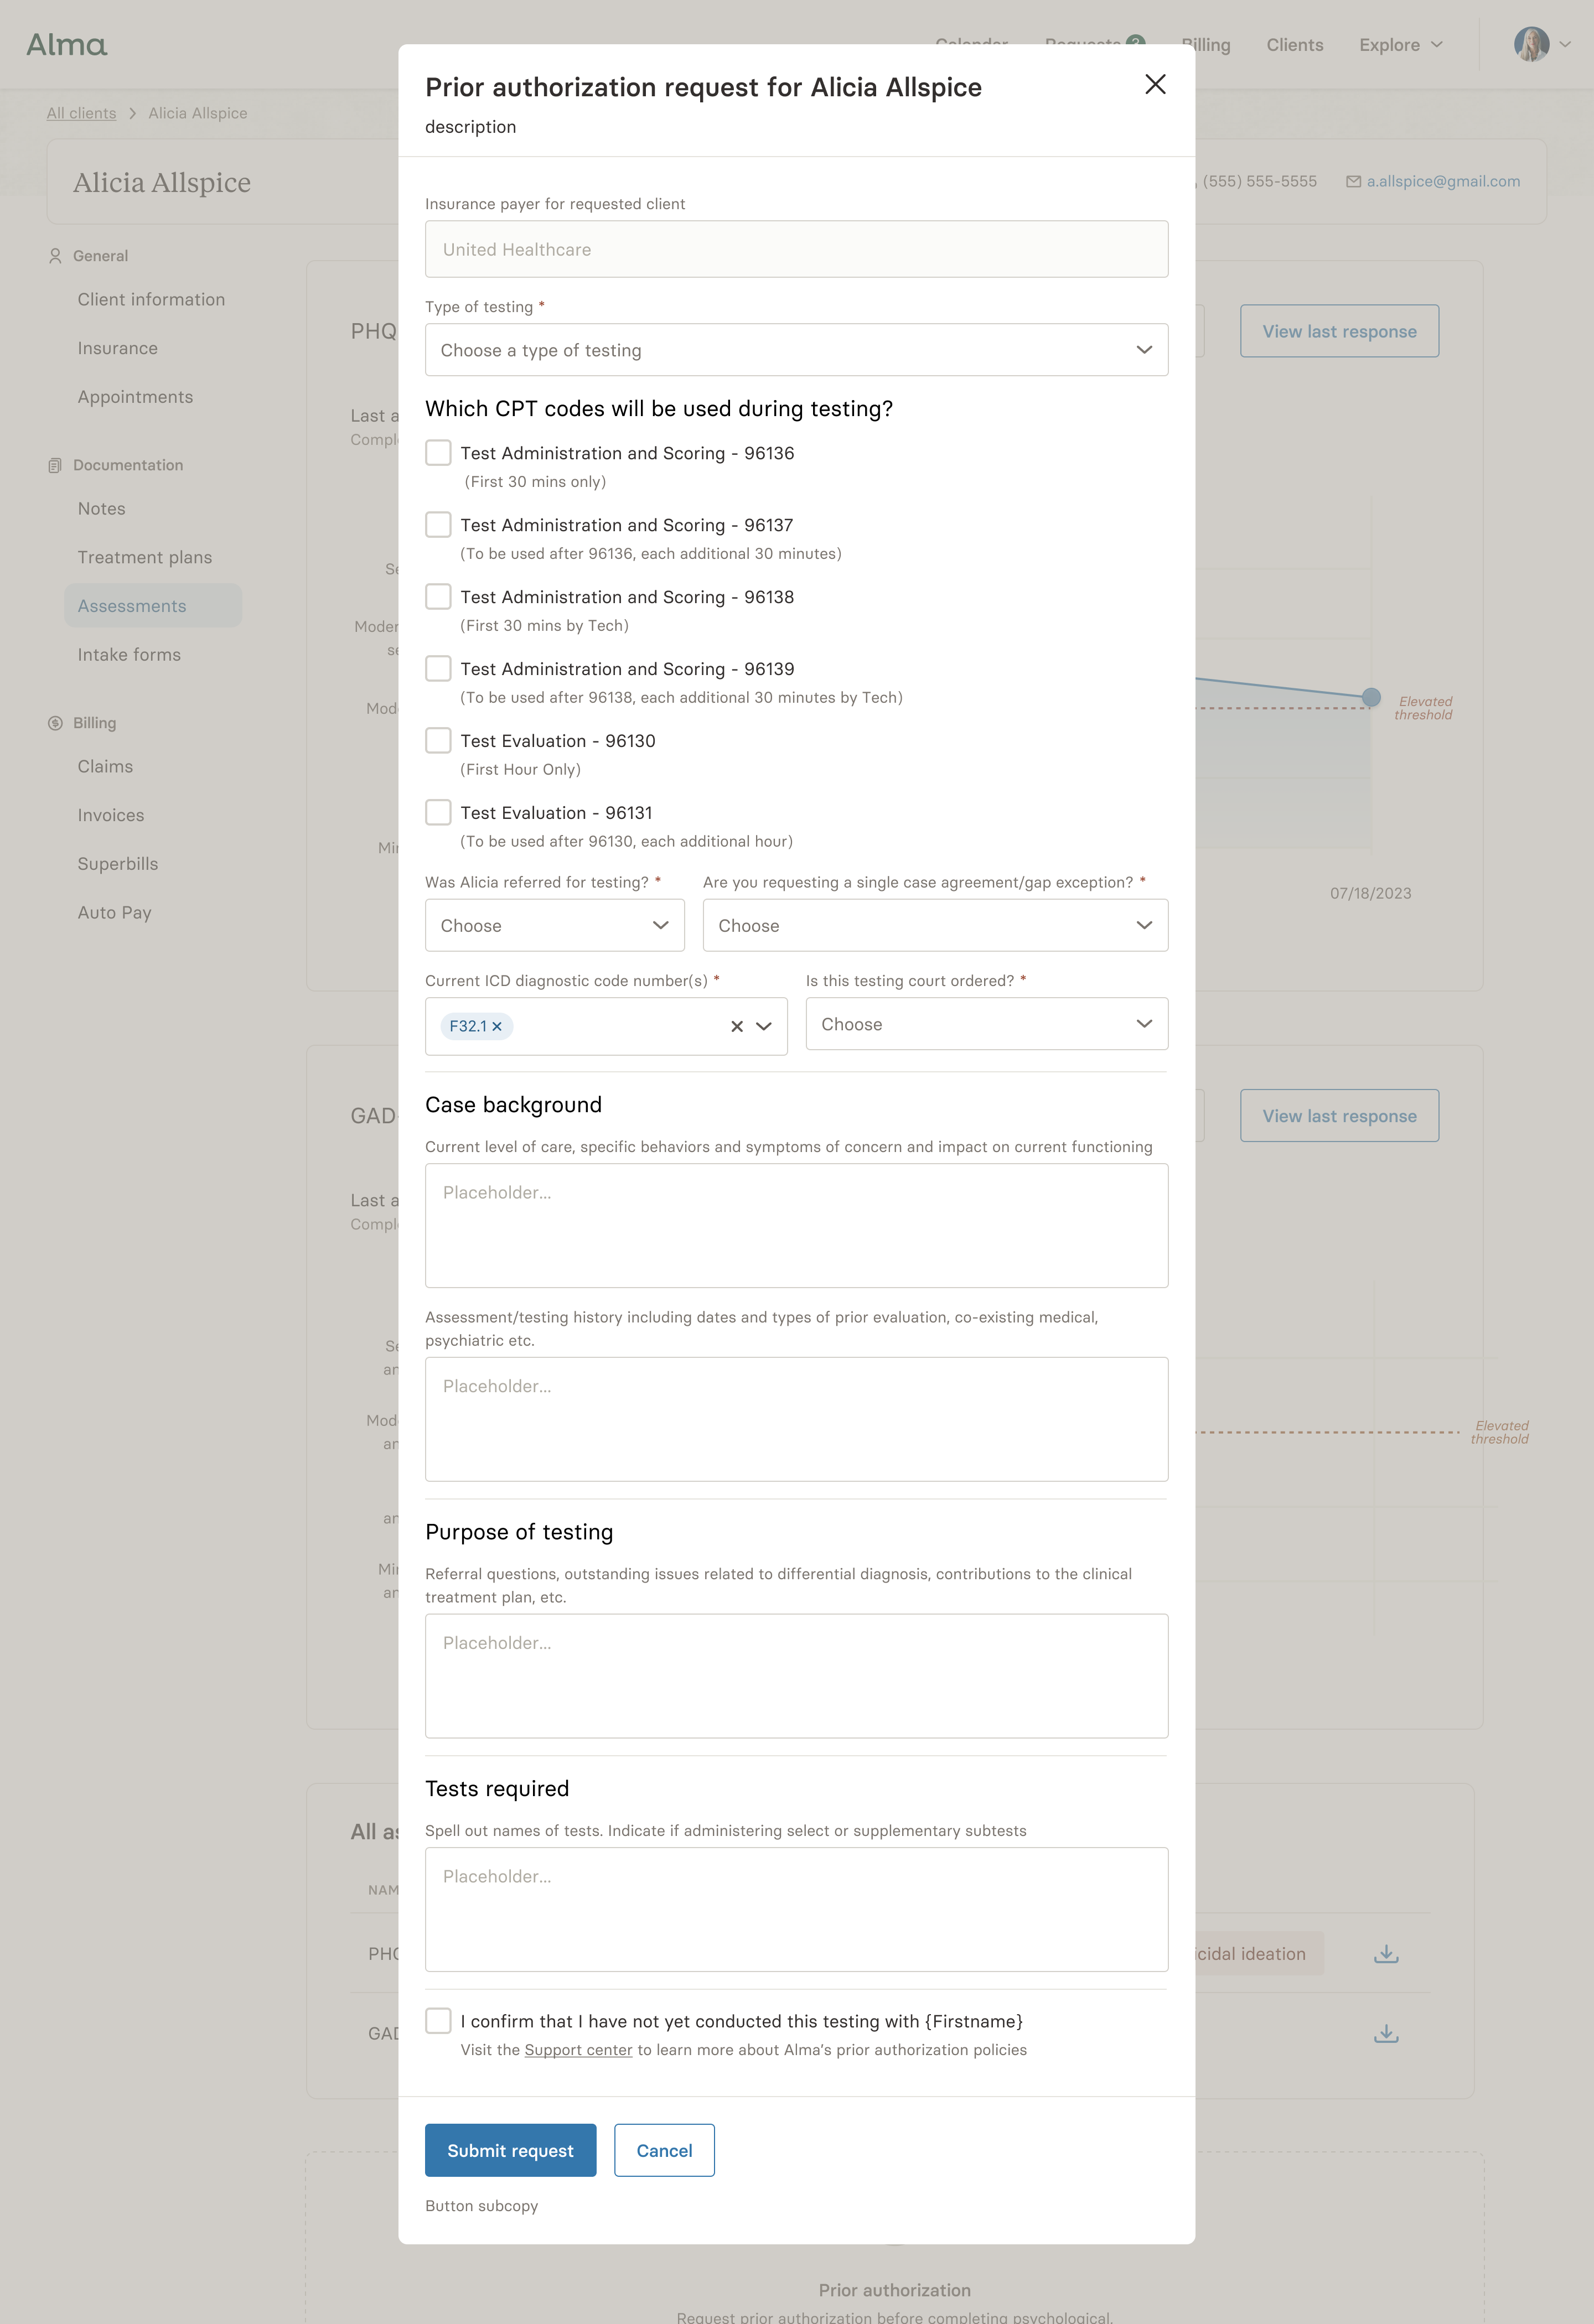 Alma
Billing
Clients
Explore
All clients > Alicia Allspice
Alicia Allspice
(555) 555-5555
a.allspice@gmail.com
General
Client information
Insurance
Appointments
Documentation
Notes
Treatment plans
Assessments
Intake forms
Billing
Claims
Invoices
Superbills
Auto Pay
Prior authorization request for Alicia Allspice
description
Insurance payer for requested client
United Healthcare
Type of testing *
Choose a type of testing
Which CPT codes will be used during testing?
Test Administration and Scoring - 96136
(First 30 mins only)
Test Administration and Scoring - 96137
(To be used after 96136, each additional 30 minutes)
Test Administration and Scoring - 96138
(First 30 mins by Tech)
Test Administration and Scoring - 96139
(To be used after 96138, each additional 30 minutes by Tech)
Test Evaluation - 96130
(First Hour Only)
Test Evaluation - 96131
(To be used after 96130, each additional hour)
Was Alicia referred for testing? *
Choose
Are you requesting a single case agreement/gap exception? *
Choose
Current ICD diagnostic code number(s) *
F32.1
Is this testing court ordered? *
Choose
Case background
Current level of care, specific behaviors and symptoms of concern and impact on current functioning
Placeholder...
Assessment/testing history including dates and types of prior evaluation, co-existing medical,
psychiatric etc.
Placeholder...
Purpose of testing
Referral questions, outstanding issues related to differential diagnosis, contributions to the clinical
treatment plan, etc.
Placeholder...
Tests required
Spell out names of tests. Indicate if administering select or supplementary subtests
Placeholder...
I confirm that I have not yet conducted this testing with {Firstname}
Visit the Support center to learn more about Alma's prior authorization policies
Submit request
Cancel
Button subcopy
PHQ
View last response
Last a
Compl
Elevated
threshold
07/18/2023
GAD
View last response
Last a
Compl
Elevated
threshold
All as
NAM
PHQ
cidal ideation
GAD
Prior authorization
Request prior authorization before completing psychological,